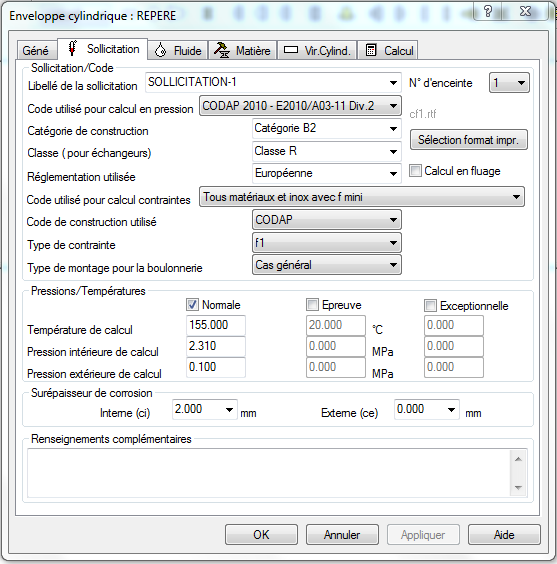 Enveloppe cylindrique : REPERE
?
Géné Sollicitation Fluide Matière Vir.Cylind. Calcul
Sollicitation/Code
Libellé de la sollicitation SOLLICITATION-1 N° d'enceinte 1
Code utilisé pour calcul en pression CODAP 2010 - E2010/A03-11 Div.2 cf1.rtf
Catégorie de construction Catégorie B2 Sélection format impr.
Classe ( pour échangeurs) Classe R
Réglementation utilisée Européenne Calcul en fluage
Code utilisé pour calcul contraintes Tous matériaux et inox avec f mini
Code de construction utilisé CODAP
Type de contrainte f1
Type de montage pour la boulonnerie Cas général
Pressions/Températures
Normale Epreuve Exceptionnelle
Température de calcul 155.000 20.000 °C 0.000
Pression intérieure de calcul 2.310 0.000 MPa 0.000
Pression extérieure de calcul 0.100 0.000 MPa 0.000
Surépaisseur de corrosion
Interne (ci) 2.000 mm Externe (ce) 0.000 mm
Renseignements complémentaires
OK Annuler Appliquer Aide